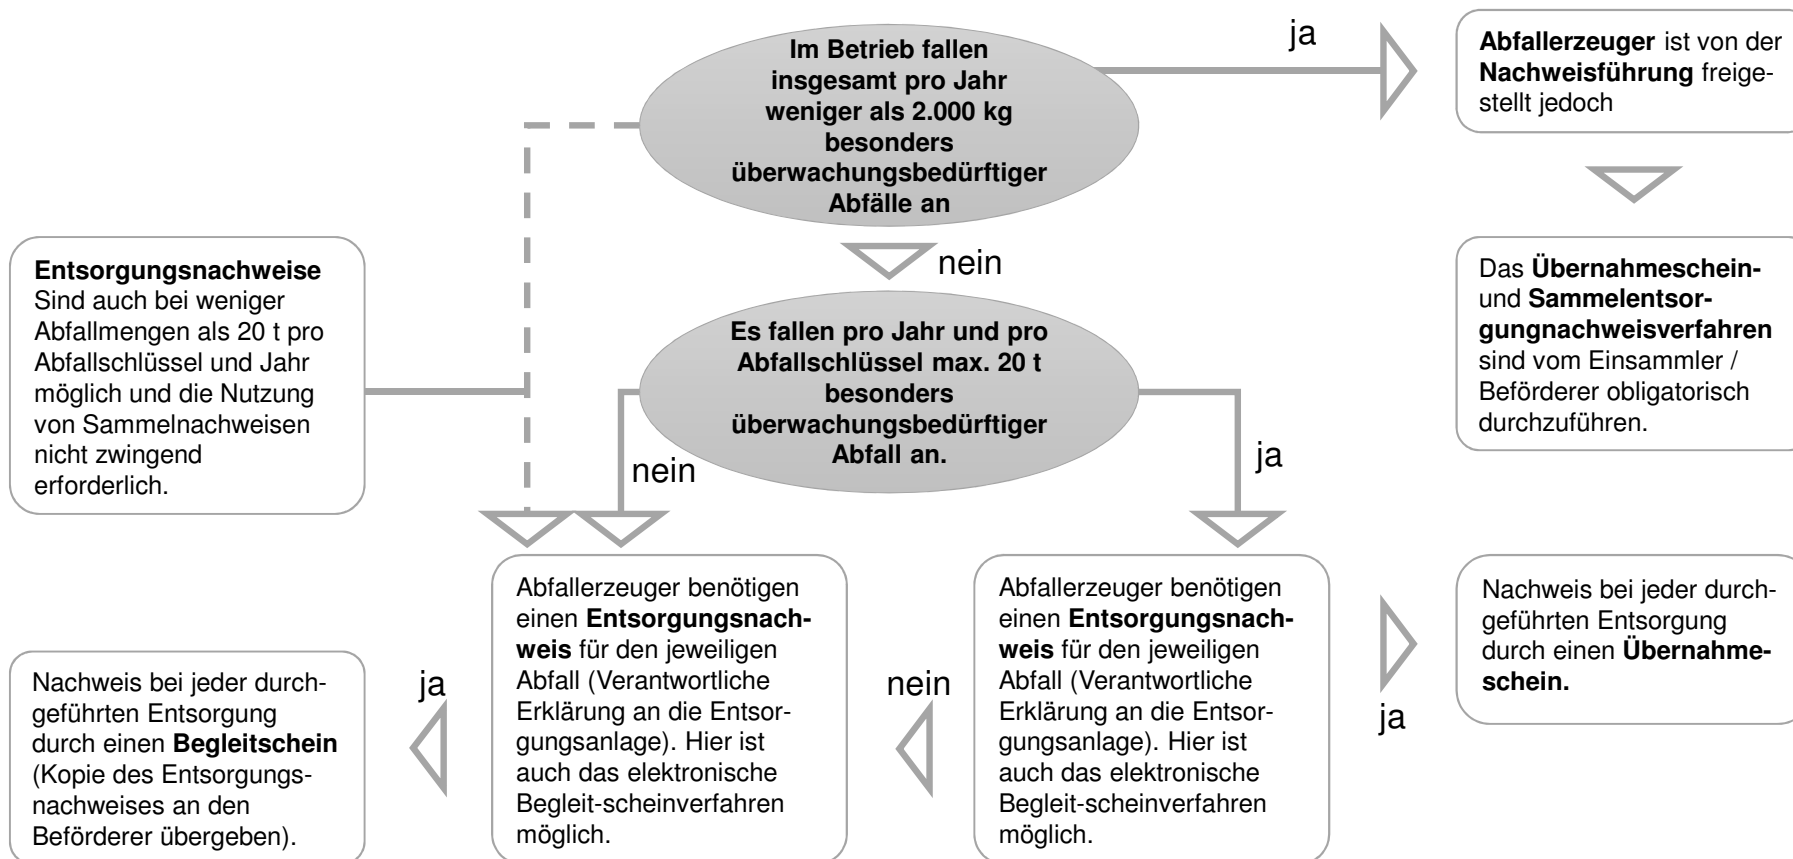 Im Betrieb fallen
insgesamt pro Jahr
weniger als 2.000 kg
besonders
überwachungsbedürftiger
Abfälle an
ja
Abfallerzeuger ist von der
Nachweisführung freige-
stellt jedoch
nein
Das Übernahmeschein-
und Sammelentsor-
gungnachweisverfahren
sind vom Einsammler /
Beförderer obligatorisch
durchzuführen.
Entsorgungsnachweise
Sind auch bei weniger
Abfallmengen als 20 t pro
Abfallschlüssel und Jahr
möglich und die Nutzung
von Sammelnachweisen
nicht zwingend
erforderlich.
Es fallen pro Jahr und pro
Abfallschlüssel max. 20 t
besonders
überwachungsbedürftiger
Abfall an.
nein
ja
Nachweis bei jeder durch-
geführten Entsorgung
durch einen Begleitschein
(Kopie des Entsorgungs-
nachweises an den
Beförderer übergeben).
ja
Abfallerzeuger benötigen
einen Entsorgungsnach-
weis für den jeweiligen
Abfall (Verantwortliche
Erklärung an die Entsor-
gungsanlage). Hier ist
auch das elektronische
Begleit-scheinverfahren
möglich.
nein
Abfallerzeuger benötigen
einen Entsorgungsnach-
weis für den jeweiligen
Abfall (Verantwortliche
Erklärung an die Entsor-
gungsanlage). Hier ist
auch das elektronische
Begleit-scheinverfahren
möglich.
ja
Nachweis bei jeder durch-
geführten Entsorgung
durch einen Übernahme-
schein.